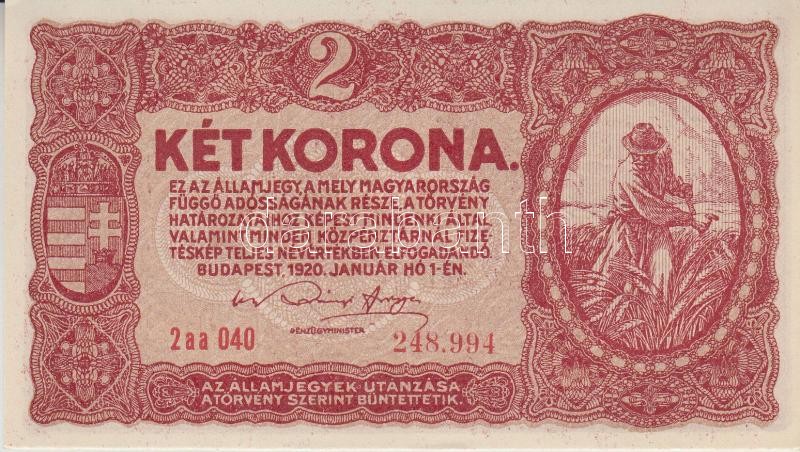 2
KÉT KORONA.
EZ AZ ÁLLAMJEGY, A MELY MAGYARORSZÁG
FÜGGŐ ADÓSSÁGÁNAK RÉSZE, A TÖRVÉNY
HATÁROZATAIHOZ KÉPEST MINDENKI ÁLTAL
VALAMINT MINDEN KÖZPÉNZTÁRNÁL FIZE-
TÉSKÉP TELJES NÉVÉRTÉKBEN ELFOGADANDÓ.
BUDAPEST, 1920. JANUÁR HÓ 1-ÉN.
PÉNZÜGYMINISTER
2aa 040
248.994
AZ ÁLLAMJEGYEK UTÁNZÁSA
A TÖRVÉNY SZERINT BÜNTETTETIK.
darabanth